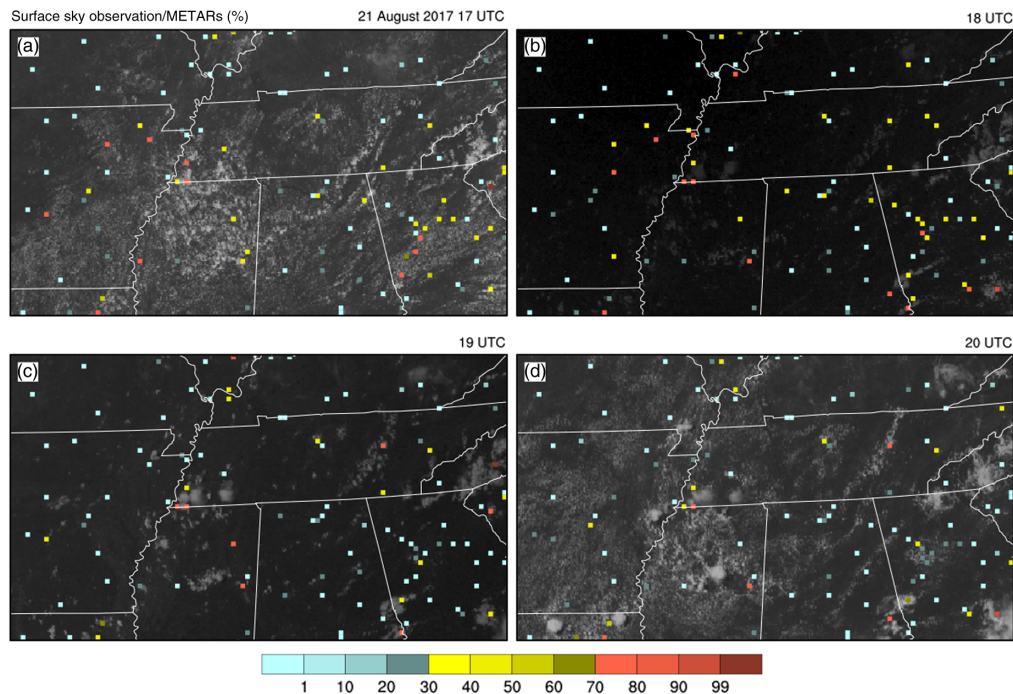 Surface sky observation/METARs (%) 21 August 2017 17 UTC 18 UTC
(a) (b)
19 UTC 20 UTC
(c) (d)
1 10 20 30 40 50 60 70 80 90 99